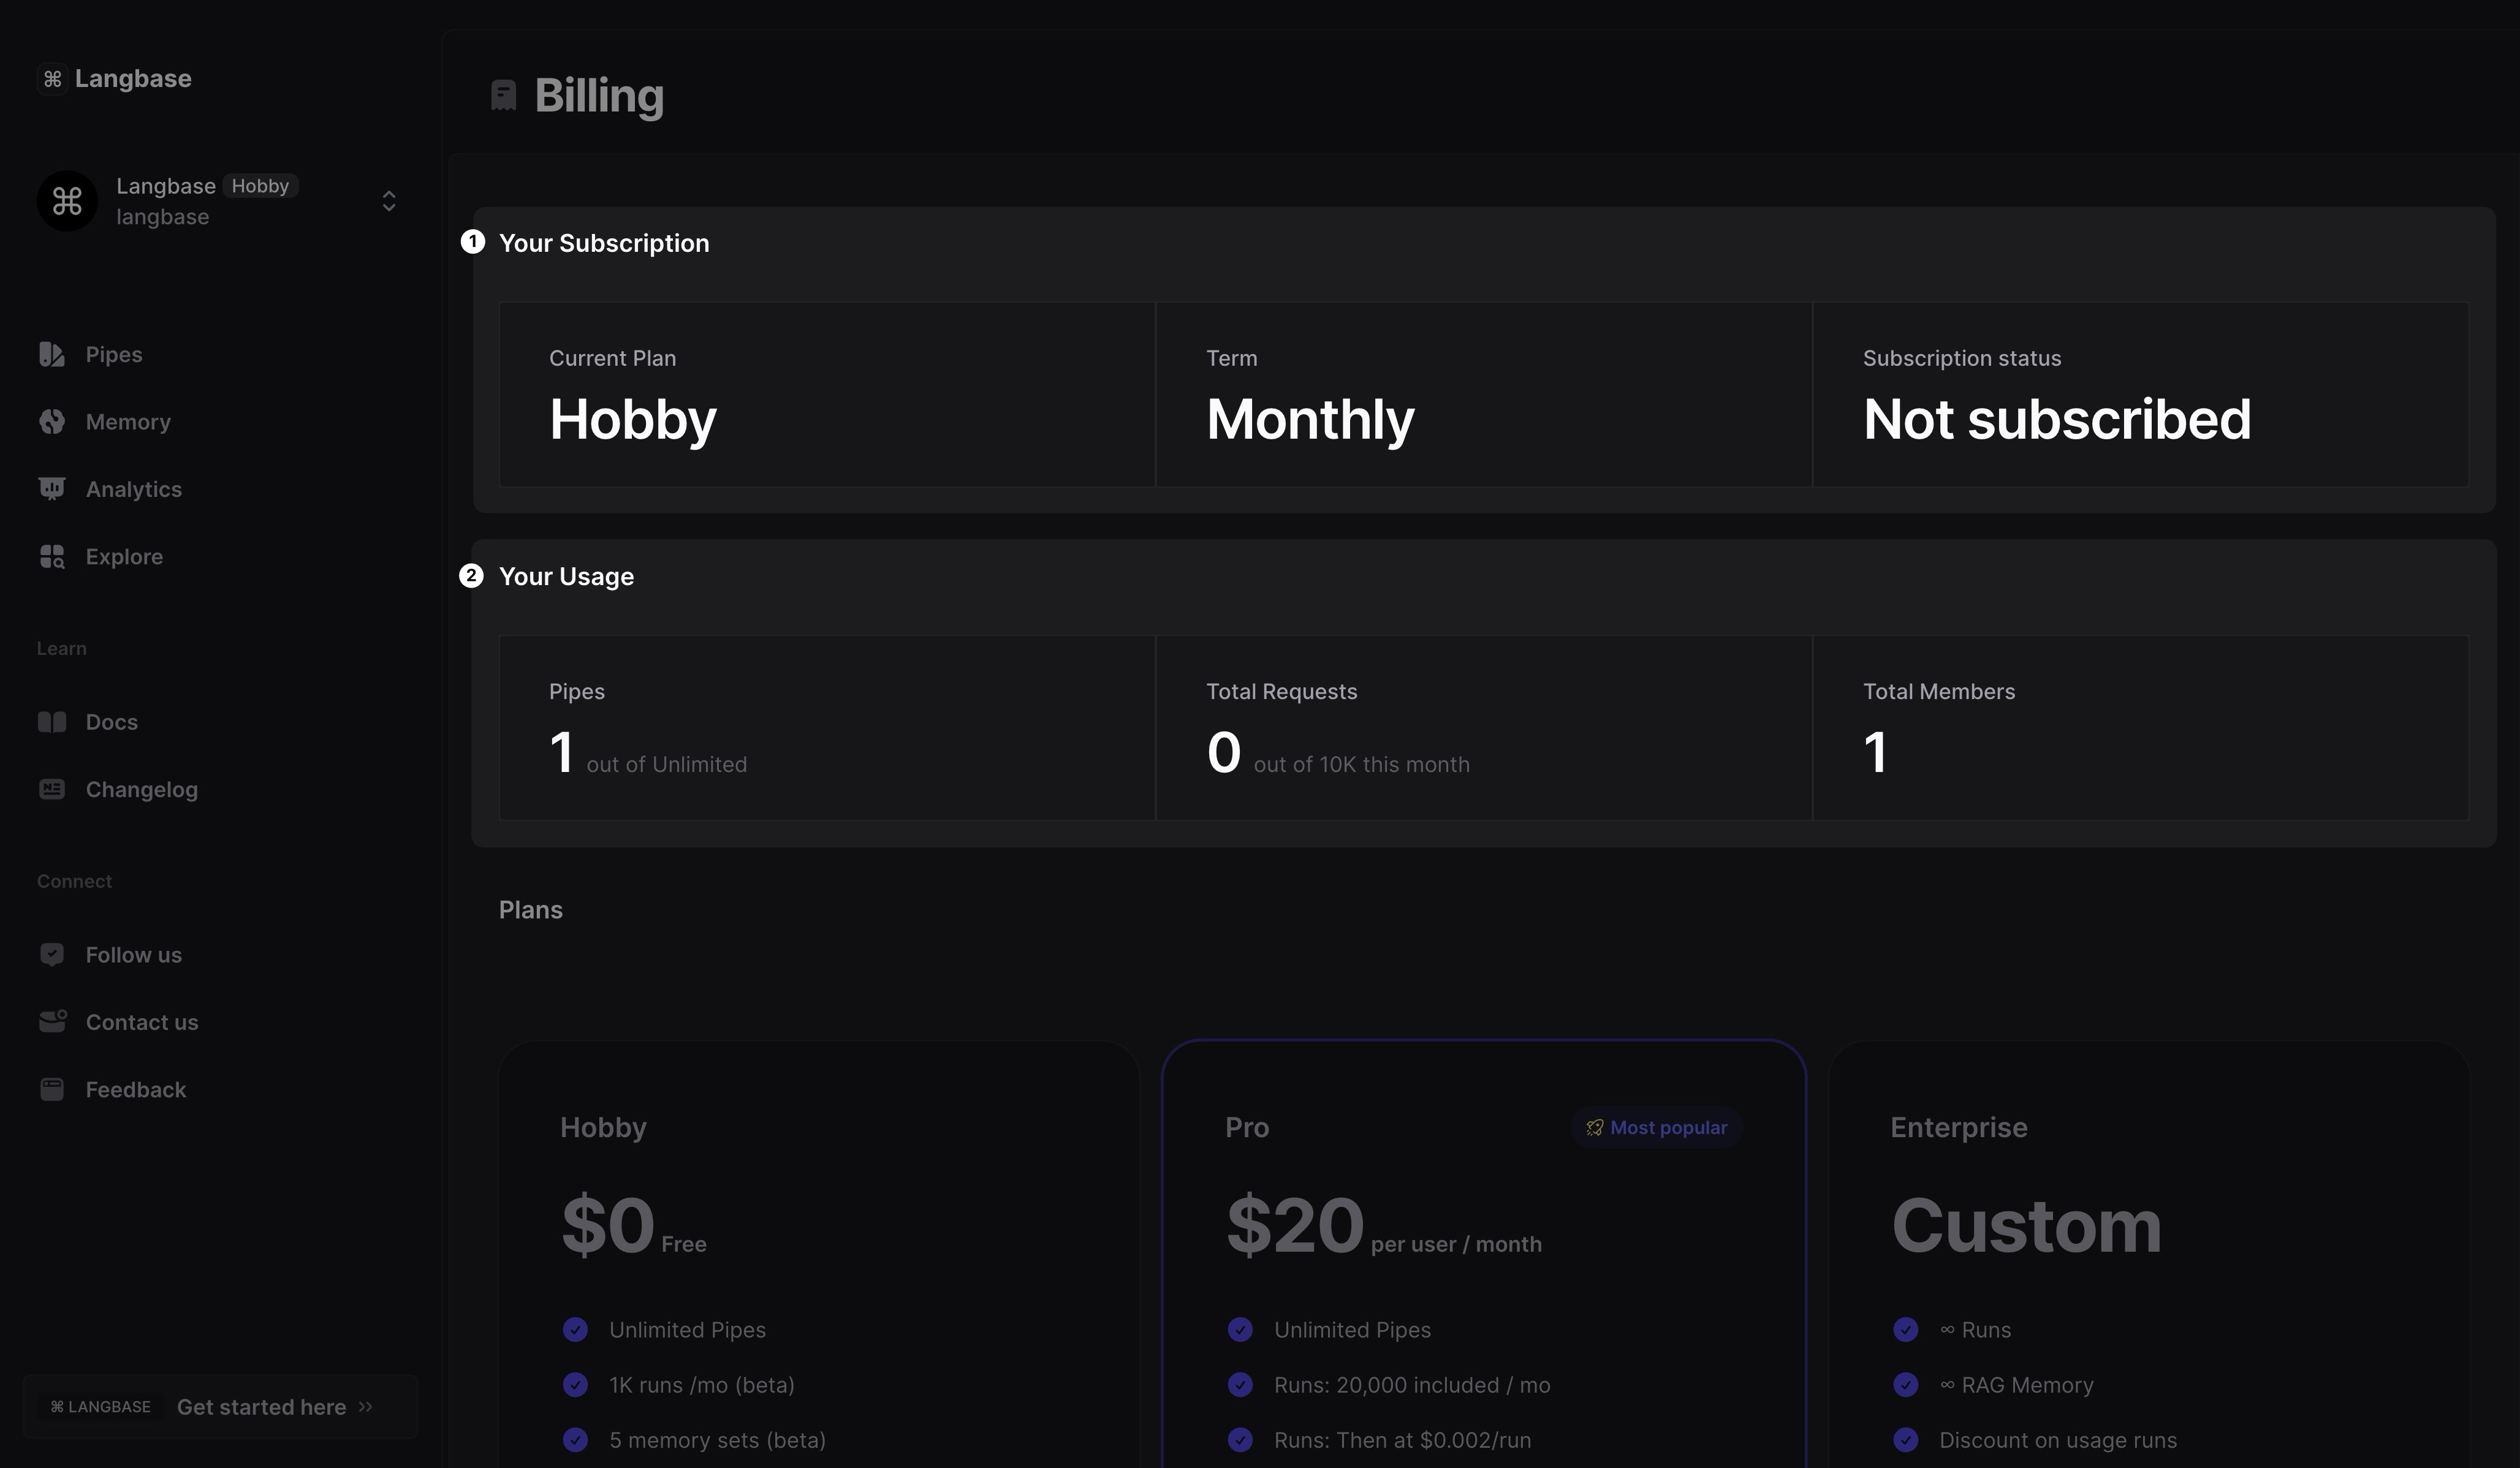 ⌘ Langbase
Billing
Langbase Hobby
langbase
1 Your Subscription
Current Plan
Hobby
Term
Monthly
Subscription status
Not subscribed
Pipes
Memory
Analytics
Explore
2 Your Usage
Pipes
1 out of Unlimited
Total Requests
0 out of 10K this month
Total Members
1
Learn
Docs
Changelog
Connect
Follow us
Contact us
Feedback
⌘ LANGBASE Get started here »
Plans
Hobby
$0 Free
Unlimited Pipes
1K runs /mo (beta)
5 memory sets (beta)
Pro
Most popular
$20 per user / month
Unlimited Pipes
Runs: 20,000 included / mo
Runs: Then at $0.002/run
Enterprise
Custom
∞ Runs
∞ RAG Memory
Discount on usage runs